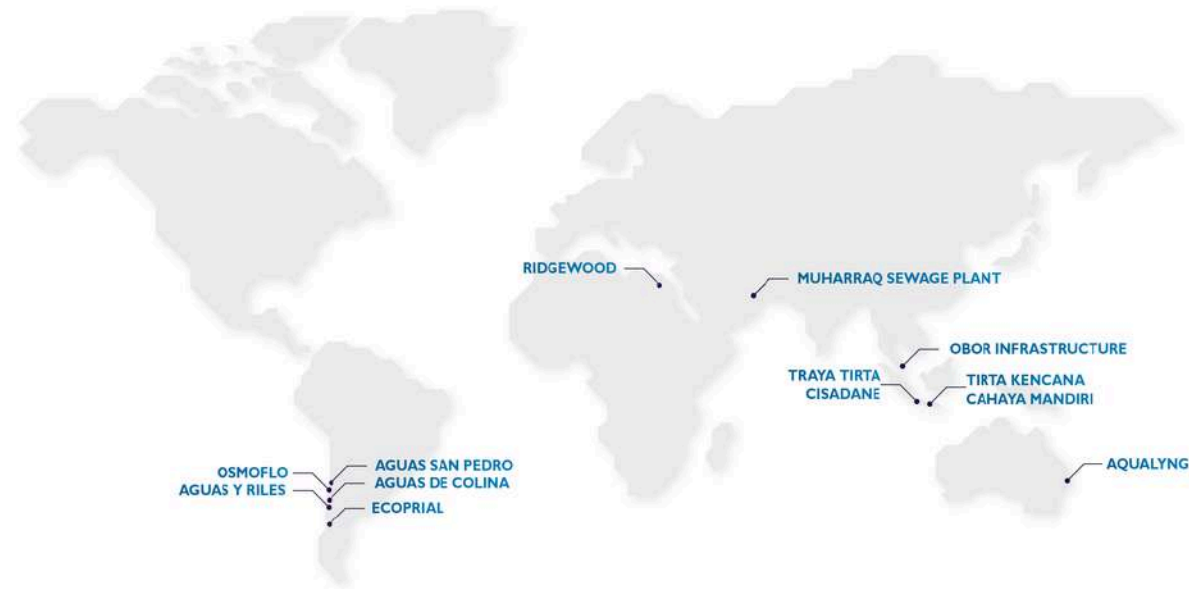 RIDGEWOOD
MUHARRAQ SEWAGE PLANT
OBOR INFRASTRUCTURE
TRAYA TIRTA
CISADANE
TIRTA KENCANA
CAHAYA MANDIRI
OSMOFLO
AGUAS SAN PEDRO
AGUAS Y RILES
AGUAS DE COLINA
ECOPRIAL
AQUALYNG